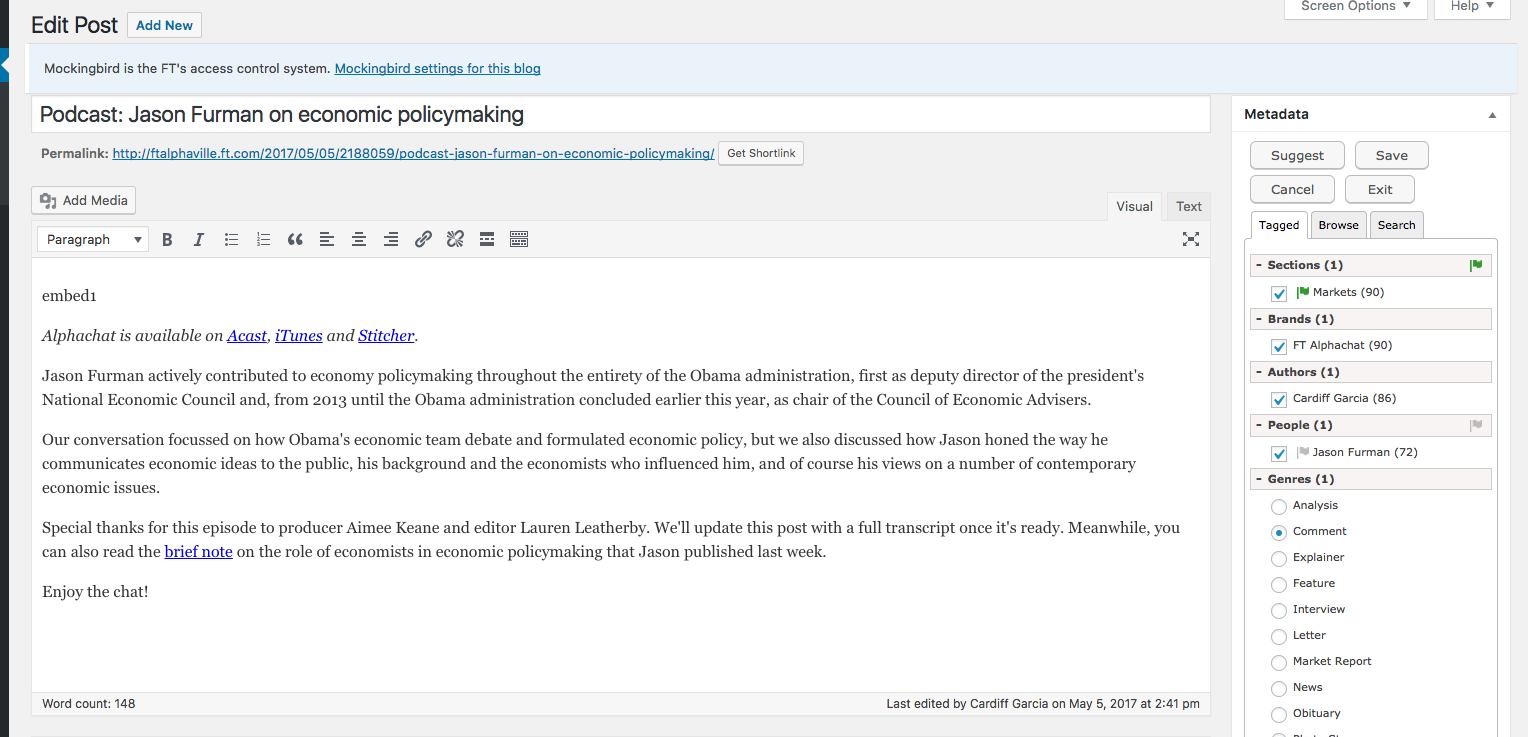 Edit Post Add New
Screen Options Help
Mockingbird is the FT's access control system. Mockingbird settings for this blog
Podcast: Jason Furman on economic policymaking
Permalink: http://ftalphaville.ft.com/2017/05/05/2188059/podcast-jason-furman-on-economic-policymaking/ Get Shortlink
Add Media
Visual Text
Paragraph
embed1
Alphachat is available on Acast, iTunes and Stitcher.
Jason Furman actively contributed to economy policymaking throughout the entirety of the Obama administration, first as deputy director of the president's
National Economic Council and, from 2013 until the Obama administration concluded earlier this year, as chair of the Council of Economic Advisers.
Our conversation focussed on how Obama's economic team debate and formulated economic policy, but we also discussed how Jason honed the way he
communicates economic ideas to the public, his background and the economists who influenced him, and of course his views on a number of contemporary
economic issues.
Special thanks for this episode to producer Aimee Keane and editor Lauren Leatherby. We'll update this post with a full transcript once it's ready. Meanwhile, you
can also read the brief note on the role of economists in economic policymaking that Jason published last week.
Enjoy the chat!
Word count: 148
Last edited by Cardiff Garcia on May 5, 2017 at 2:41 pm
Metadata
Suggest Save
Cancel Exit
Tagged Browse Search
- Sections (1)
Markets (90)
- Brands (1)
FT Alphachat (90)
- Authors (1)
Cardiff Garcia (86)
- People (1)
Jason Furman (72)
- Genres (1)
Analysis
Comment
Explainer
Feature
Interview
Letter
Market Report
News
Obituary